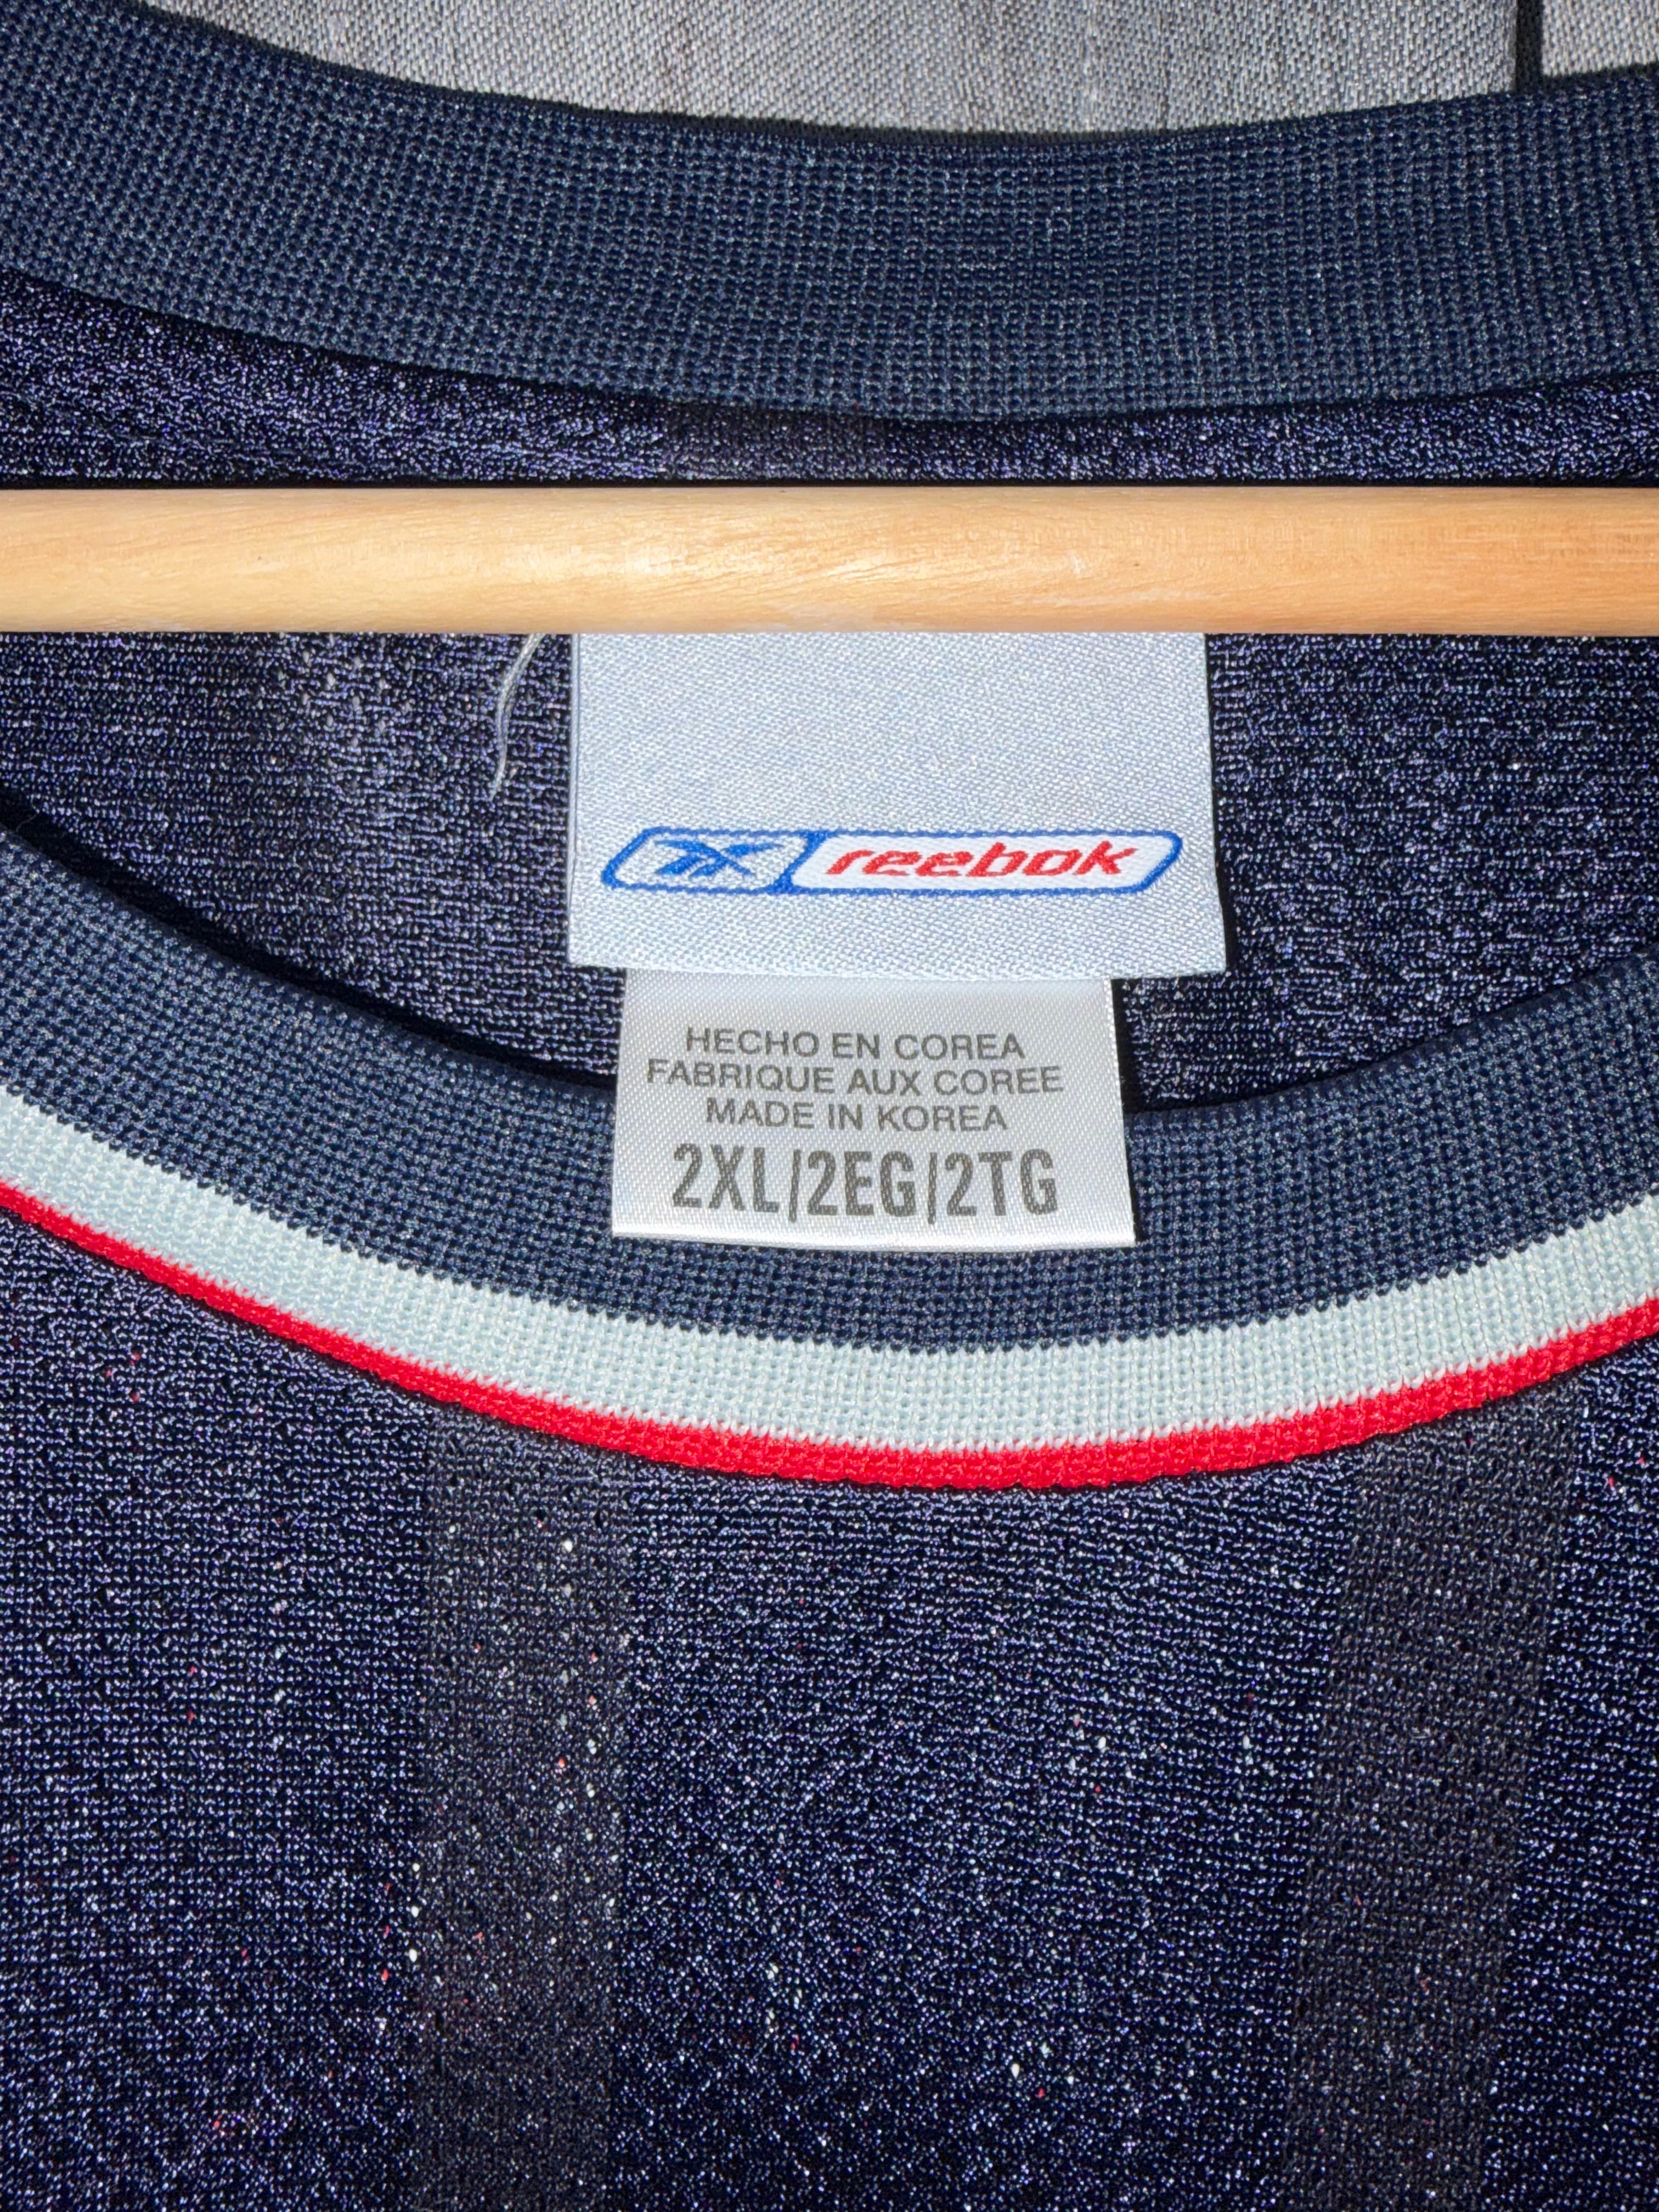 reebok
HECHO EN COREA
FABRIQUE AUX COREE
MADE IN KOREA
2XL/2EG/2TG